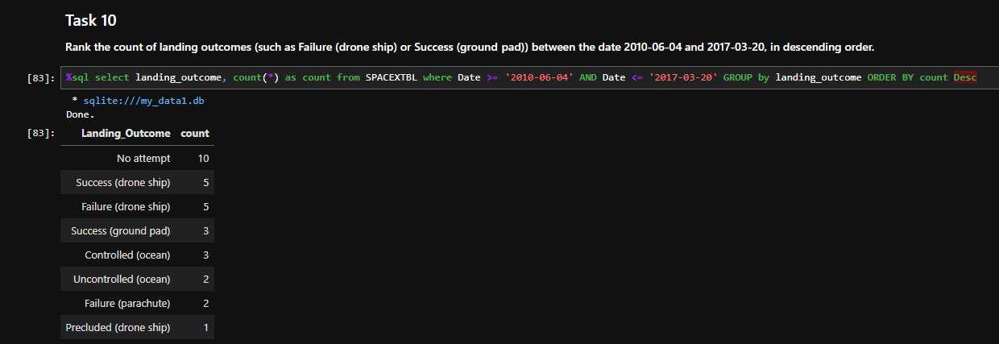 Task 10
Rank the count of landing outcomes (such as Failure (drone ship) or Success (ground pad)) between the date 2010-06-04 and 2017-03-20, in descending order.
[83]: %sql select landing_outcome, count(*) as count from SPACEXTBL where Date >= '2010-06-04' AND Date <= '2017-03-20' GROUP by landing_outcome ORDER BY count Desc
* sqlite:///my_data1.db
Done.
[83]: Landing_Outcome count
No attempt 10
Success (drone ship) 5
Failure (drone ship) 5
Success (ground pad) 3
Controlled (ocean) 3
Uncontrolled (ocean) 2
Failure (parachute) 2
Precluded (drone ship) 1